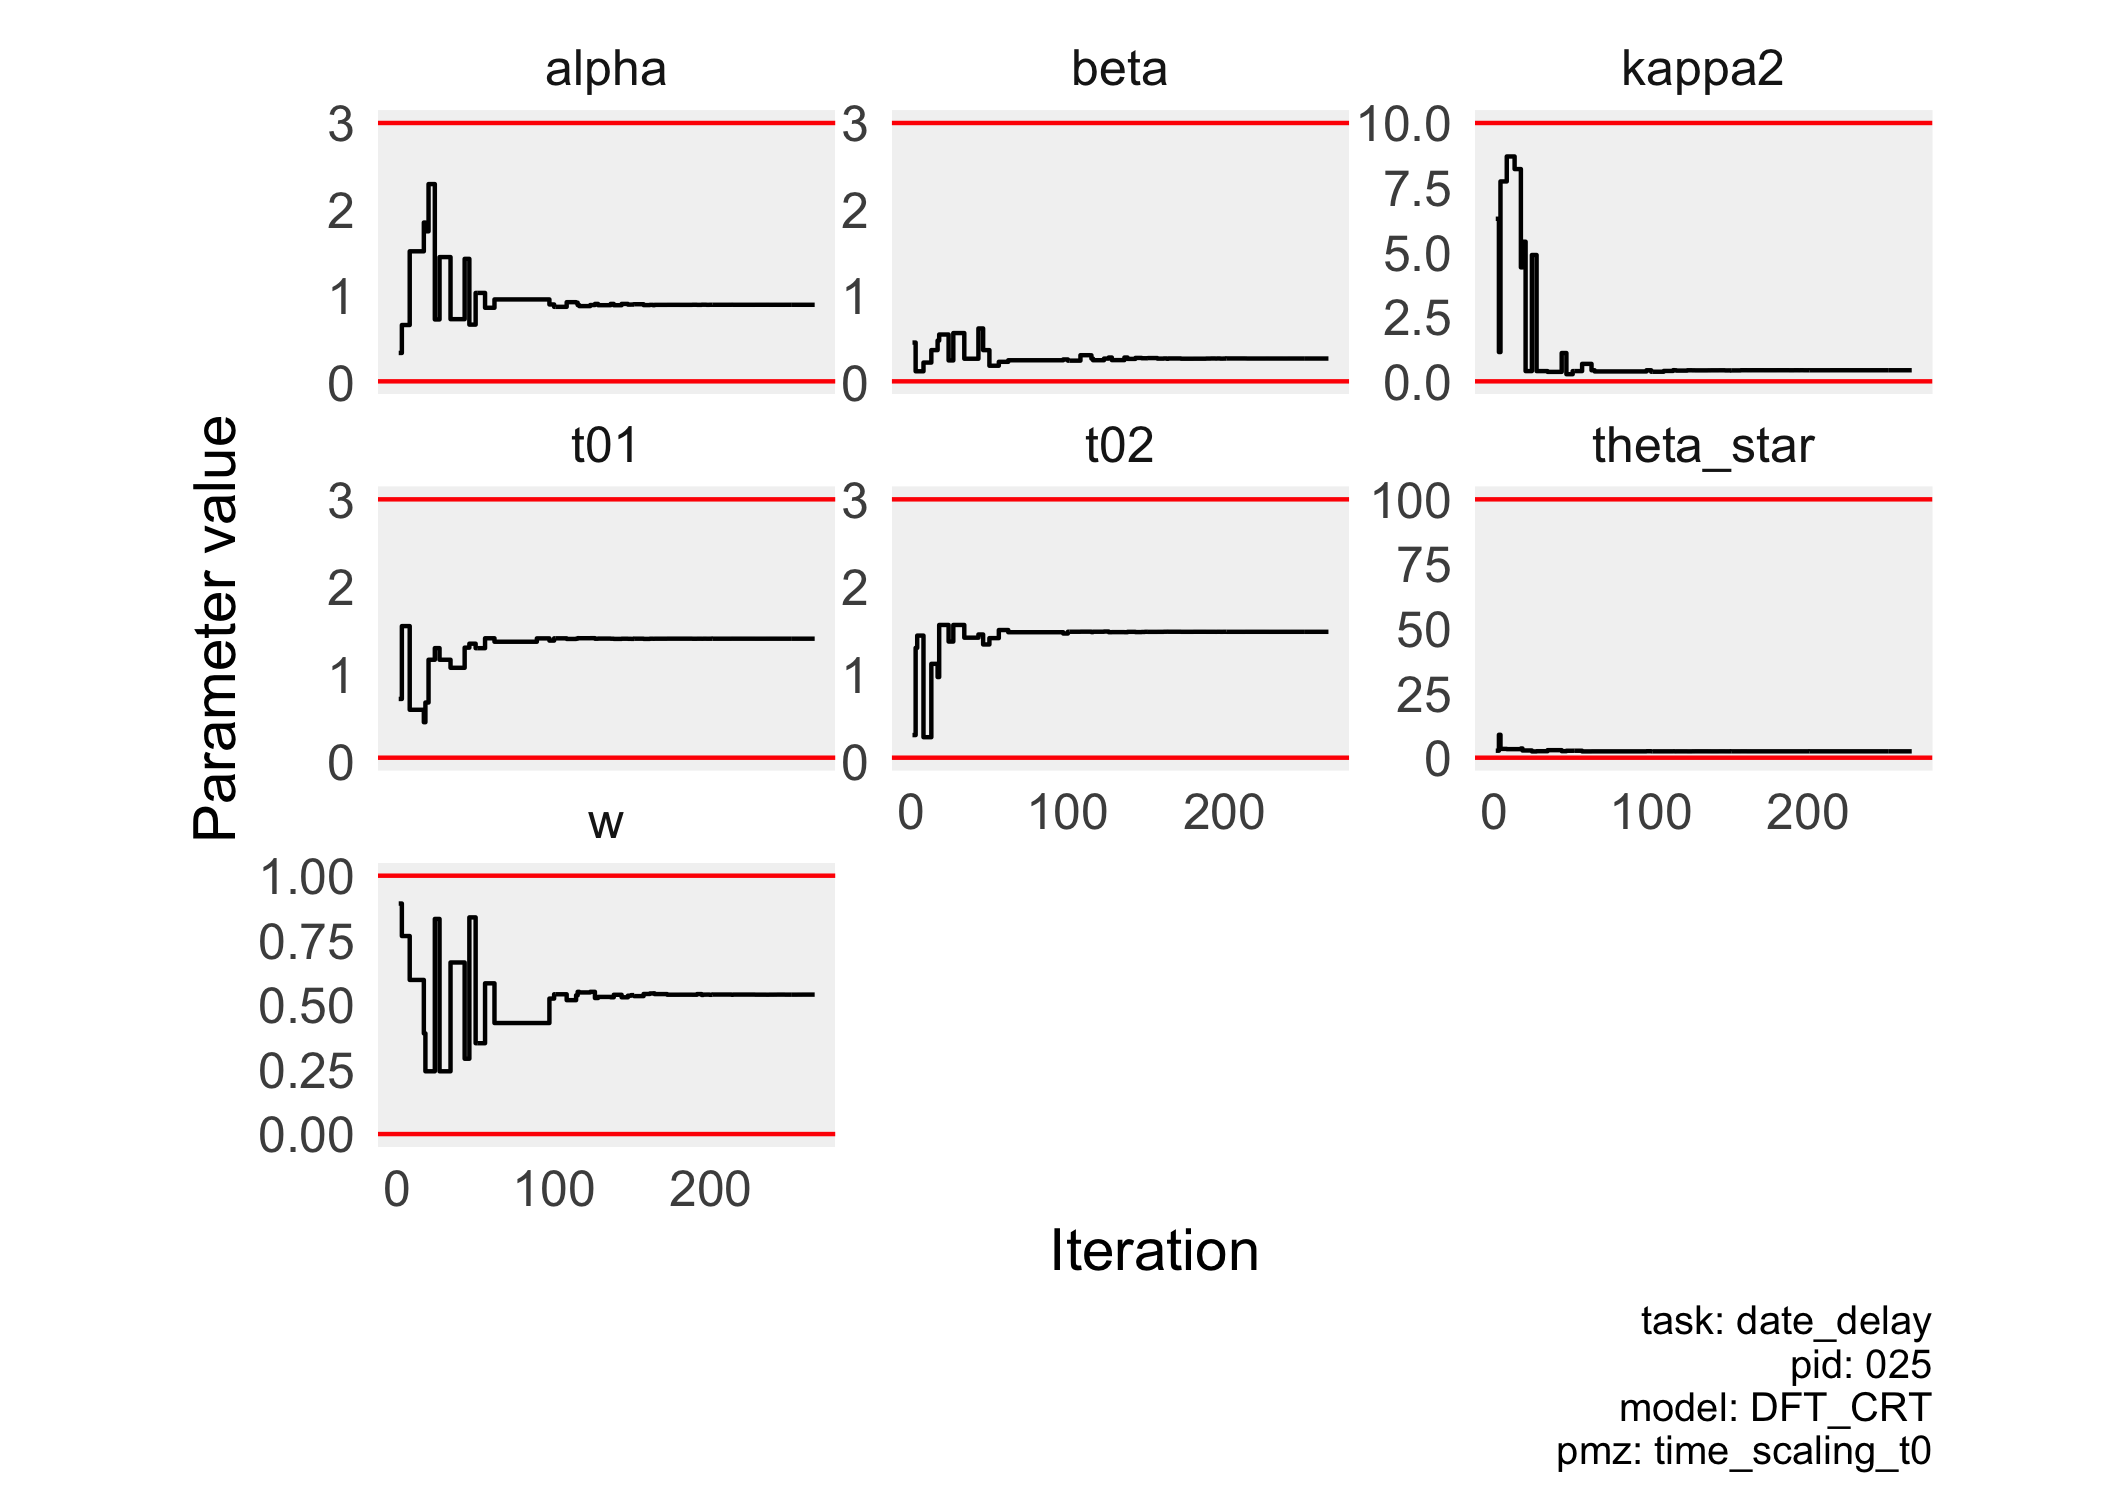 alpha beta kappa2
3 3 10.0
2 2 7.5
5.0
1 1 2.5
0 0 0.0
t01 t02 theta_star
3 3 100
2 2 75
50
1 1 25
0 0 0
0 100 200 0 100 200
w
1.00
0.75
0.50
0.25
0.00
0 100 200
Parameter value
Iteration
task: date_delay
pid: 025
model: DFT_CRT
pmz: time_scaling_t0